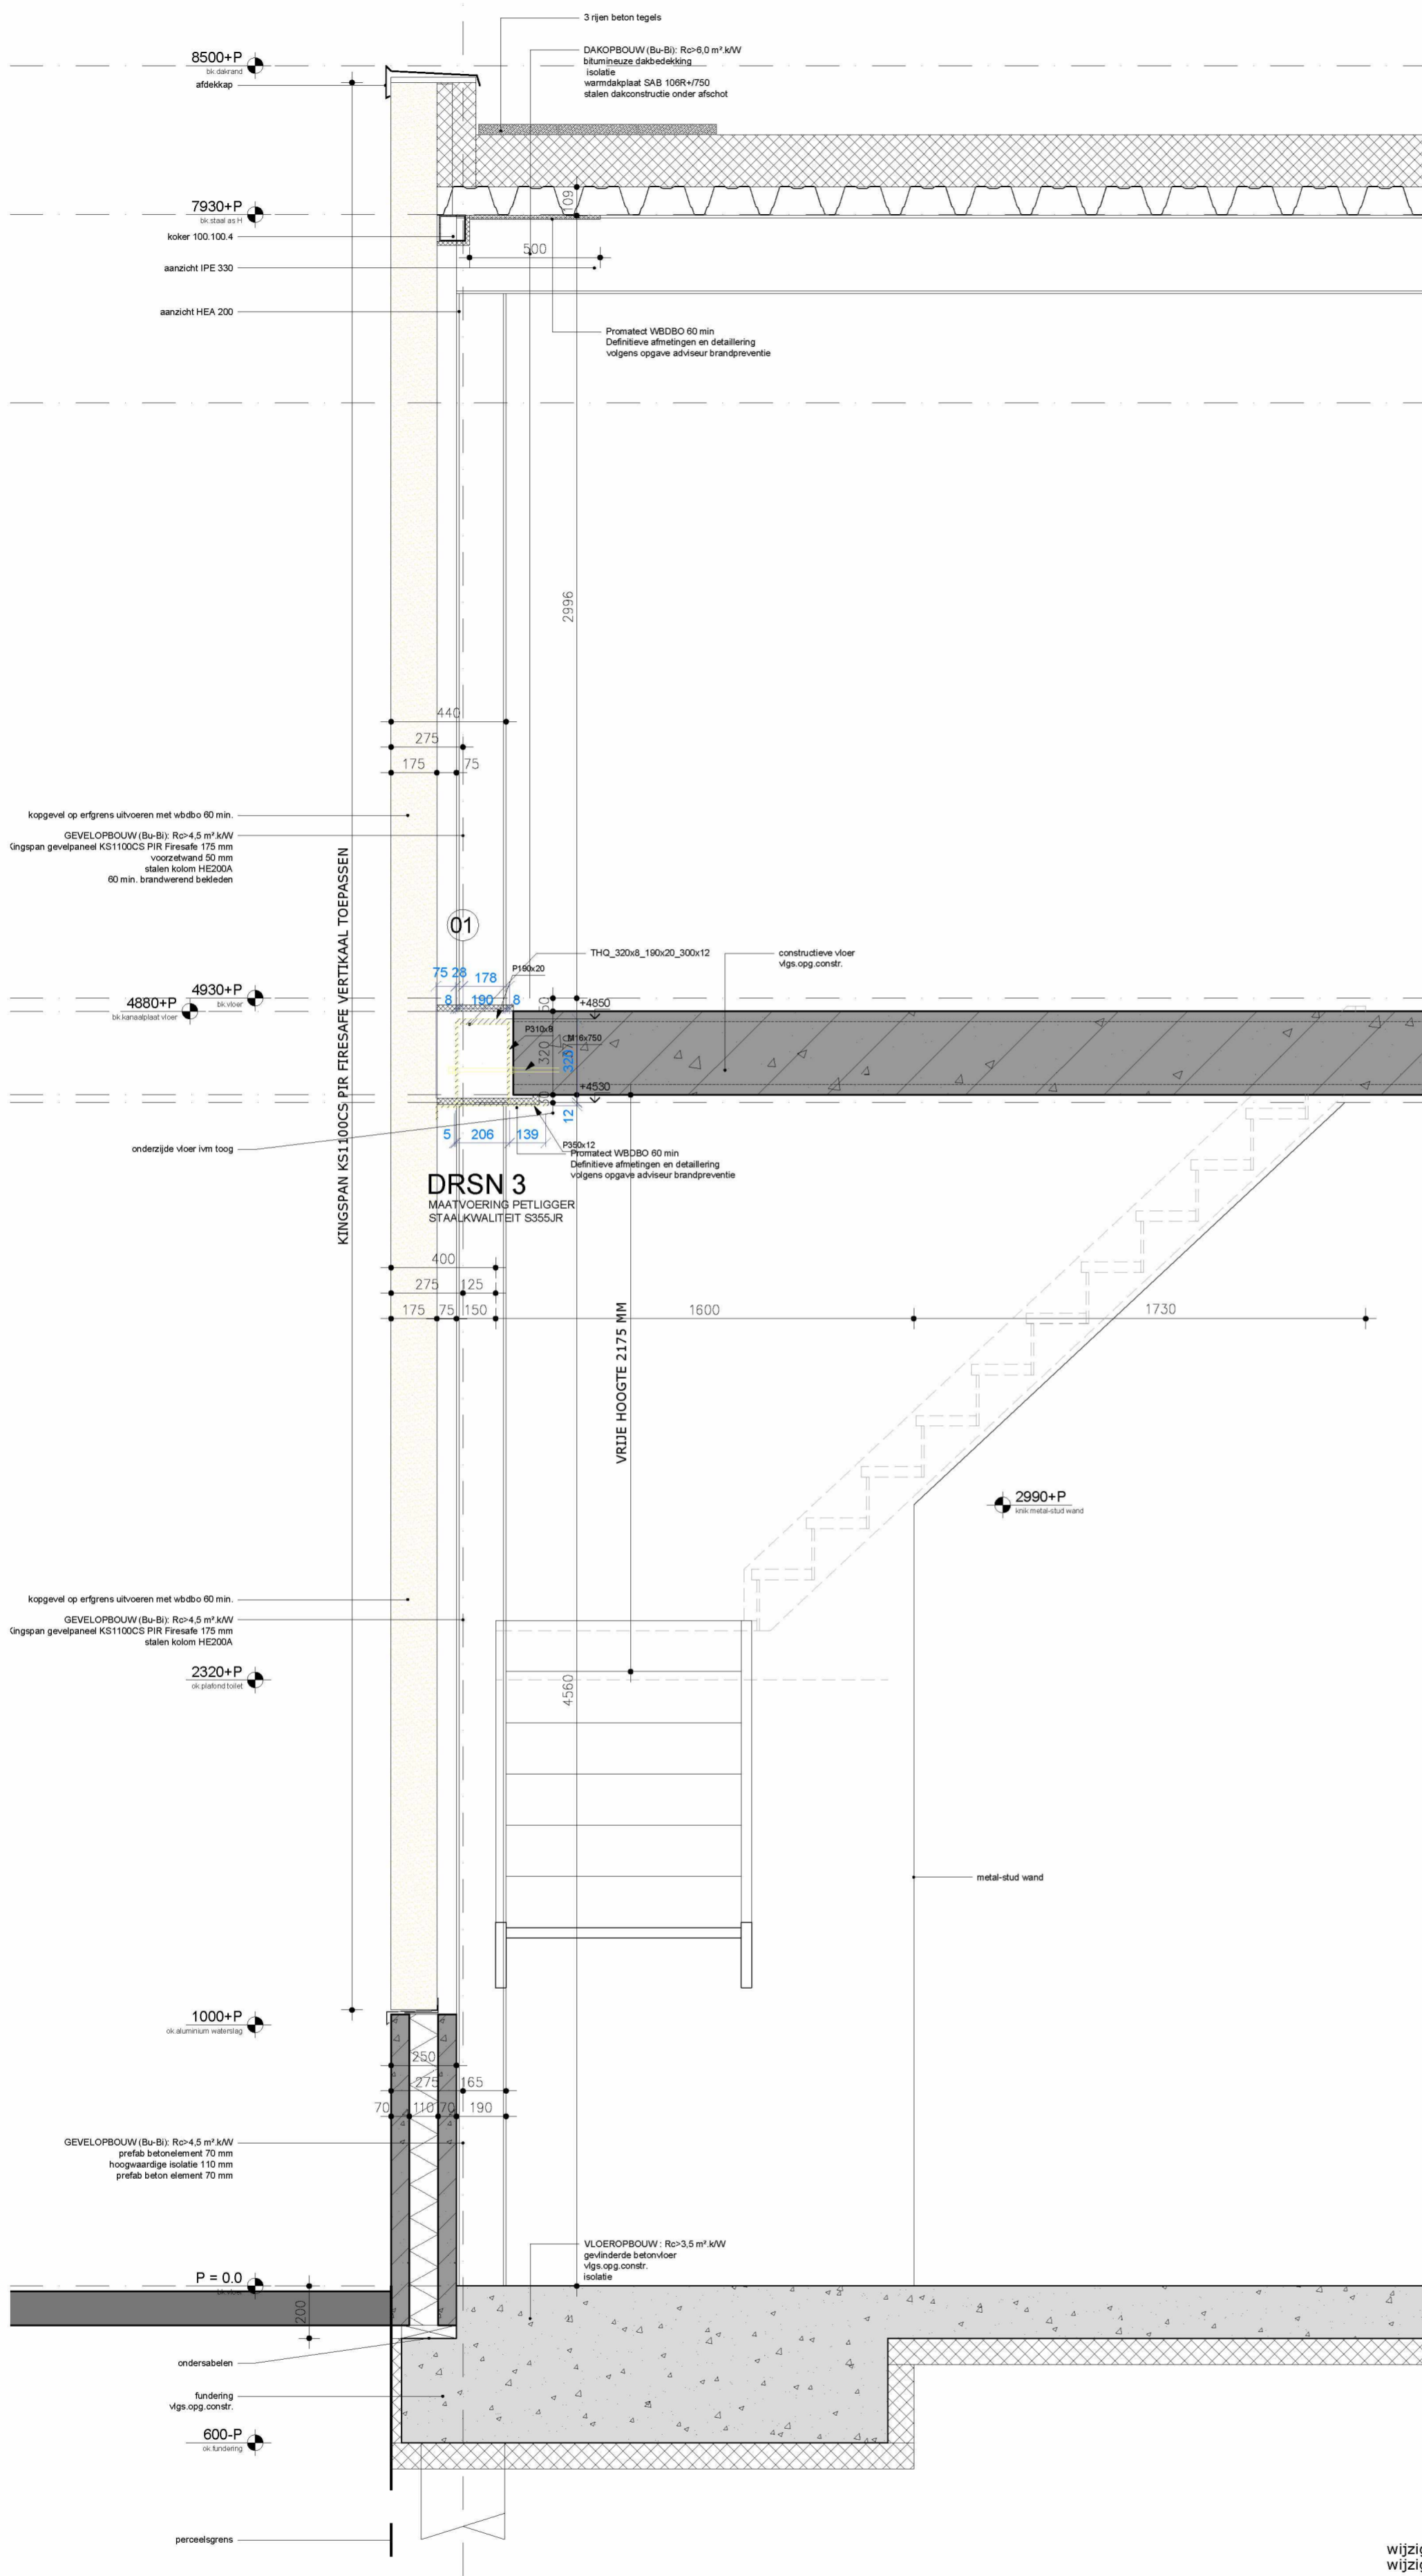 3 rijen beton tegels
8500+P
bk.dakrand
afdekkap
DAKOPBOUW (Bu-Bi): Rc>6,0 m².k/W
bitumineuze dakbedekking
isolatie
warmdakplaat SAB 106R+/750
stalen dakconstructie onder afschot
109
7930+P
bk.staal as H
koker 100.100.4
500
aanzicht IPE 330
aanzicht HEA 200
Promatect WBDBO 60 min
Definitieve afmetingen en detaillering
volgens opgave adviseur brandpreventie
2996
440
275
175
75
kopgevel op erfgrens uitvoeren met wbdbo 60 min.
GEVELOPBOUW (Bu-Bi): Rc>4,5 m².k/W
Kingspan gevelpaneel KS1100CS PIR Firesafe 175 mm
voorzetwand 50 mm
stalen kolom HE200A
60 min. brandwerend bekleden
KINGSPAN KS1100CS PIR FIRESAFE VERTIKAAL TOEPASSEN
01
THQ_320x8_190x20_300x12
constructieve vloer
vlgs.opg.constr.
P190x20
75 28 178
8 190 8
4930+P
bk.vloer
4880+P
bk.kanaalplaat vloer
50
+4850
P310x8
M16x750
320
320
+4530
12
5 206 139
P350x12
onderzijde vloer ivm toog
Promatect WBDBO 60 min
Definitieve afmetingen en detaillering
volgens opgave adviseur brandpreventie
DRSN 3
MAATVOERING PETLIGGER
STAALKWALITEIT S355JR
400
275 125
175 75 150
1600
1730
VRIJE HOOGTE 2175 MM
2990+P
knik metal-stud wand
kopgevel op erfgrens uitvoeren met wbdbo 60 min.
GEVELOPBOUW (Bu-Bi): Rc>4,5 m².k/W
Kingspan gevelpaneel KS1100CS PIR Firesafe 175 mm
stalen kolom HE200A
2320+P
ok.plafond toilet
4560
metal-stud wand
1000+P
ok.aluminium waterslag
250
275 165
70 110 70 190
GEVELOPBOUW (Bu-Bi): Rc>4,5 m².k/W
prefab betonelement 70 mm
hoogwaardige isolatie 110 mm
prefab beton element 70 mm
VLOEROPBOUW : Rc>3,5 m².k/W
gevlinderde betonvloer
vlgs.opg.constr.
isolatie
P = 0.0
bk.vloer
200
ondersabelen
fundering
vlgs.opg.constr.
600-P
ok.fundering
perceelsgrens
wijzig
wijzig